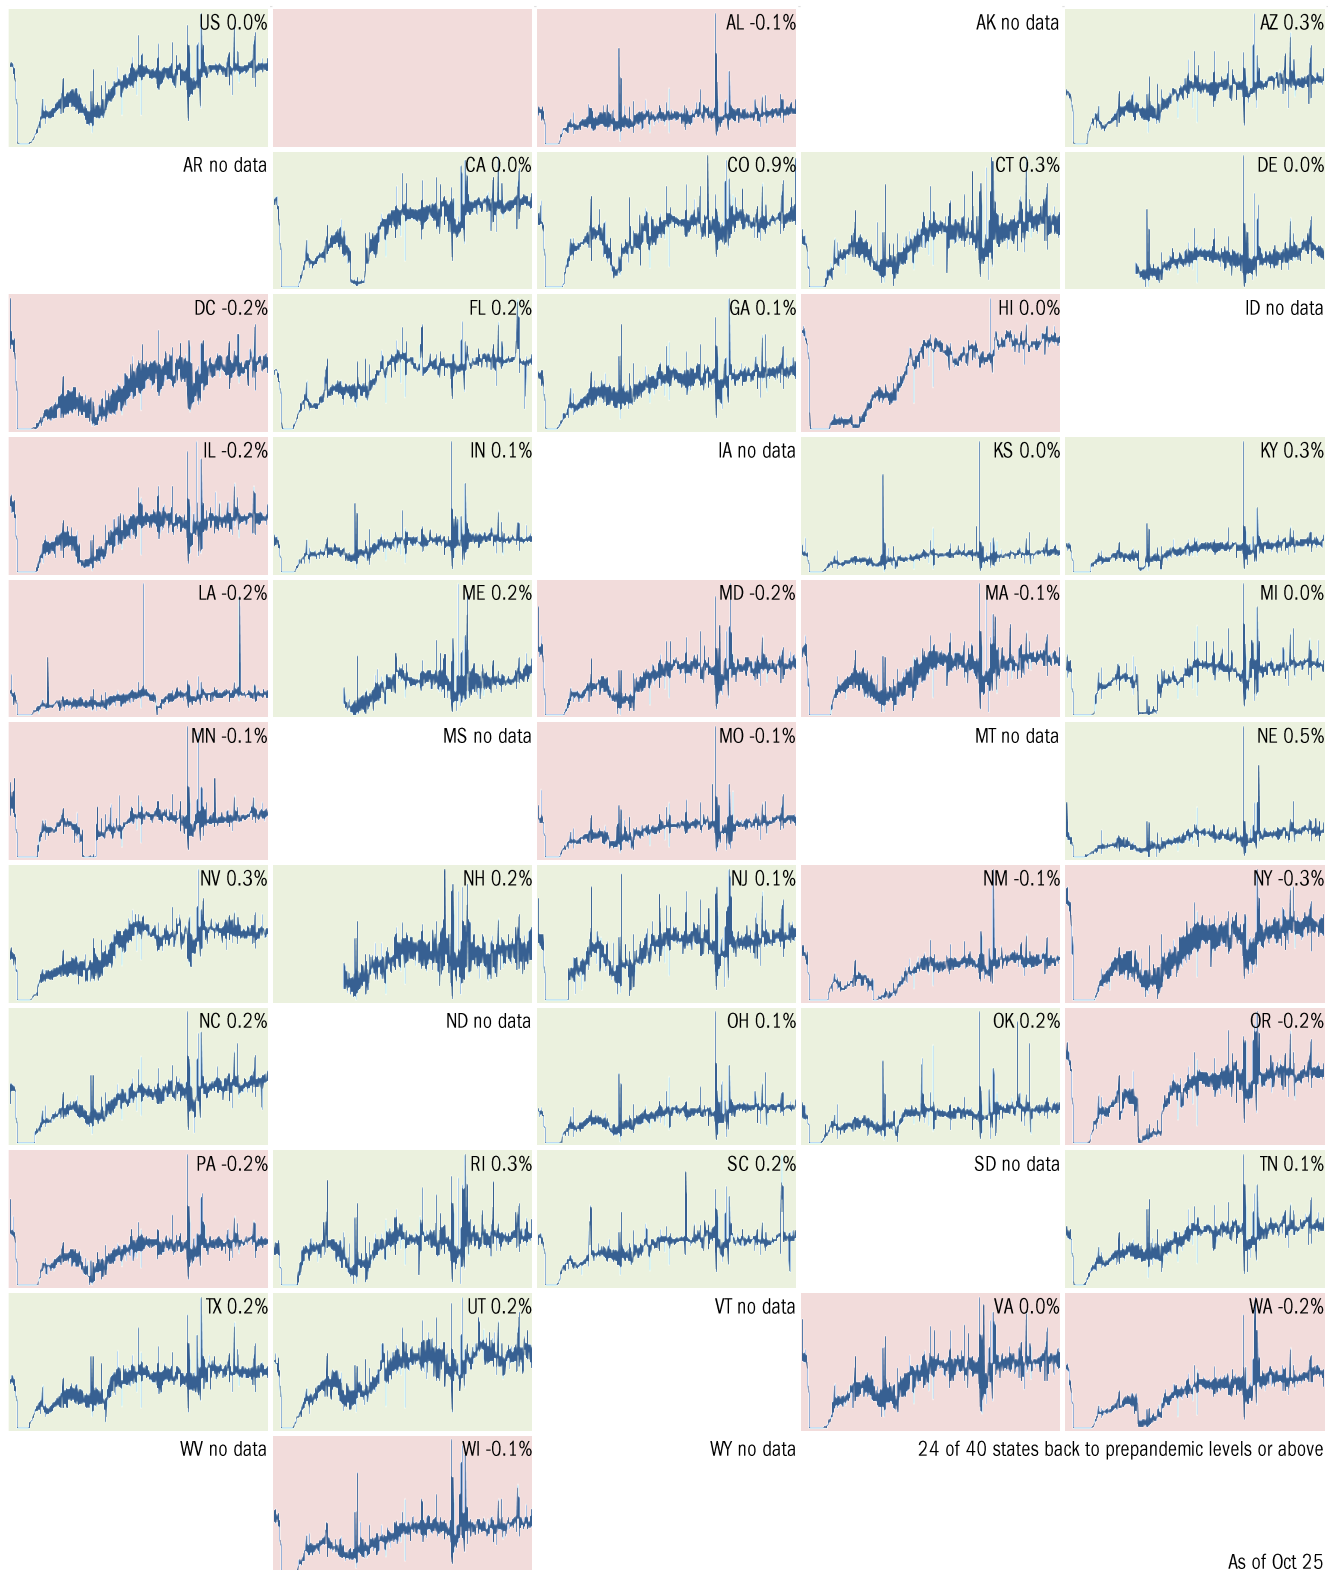 US 0.0%
AL -0.1%
AK no data
AZ 0.3%
AR no data
CA 0.0%
CO 0.9%
CT 0.3%
DE 0.0%
DC -0.2%
FL 0.2%
GA 0.1%
HI 0.0%
ID no data
IL -0.2%
IN 0.1%
IA no data
KS 0.0%
KY 0.3%
LA -0.2%
ME 0.2%
MD -0.2%
MA -0.1%
MI 0.0%
MN -0.1%
MS no data
MO -0.1%
MT no data
NE 0.5%
NV 0.3%
NH 0.2%
NJ 0.1%
NM -0.1%
NY -0.3%
NC 0.2%
ND no data
OH 0.1%
OK 0.2%
OR -0.2%
PA -0.2%
RI 0.3%
SC 0.2%
SD no data
TN 0.1%
TX 0.2%
UT 0.2%
VT no data
VA 0.0%
WA -0.2%
WV no data
WI -0.1%
WY no data
24 of 40 states back to prepandemic levels or above
As of Oct 25